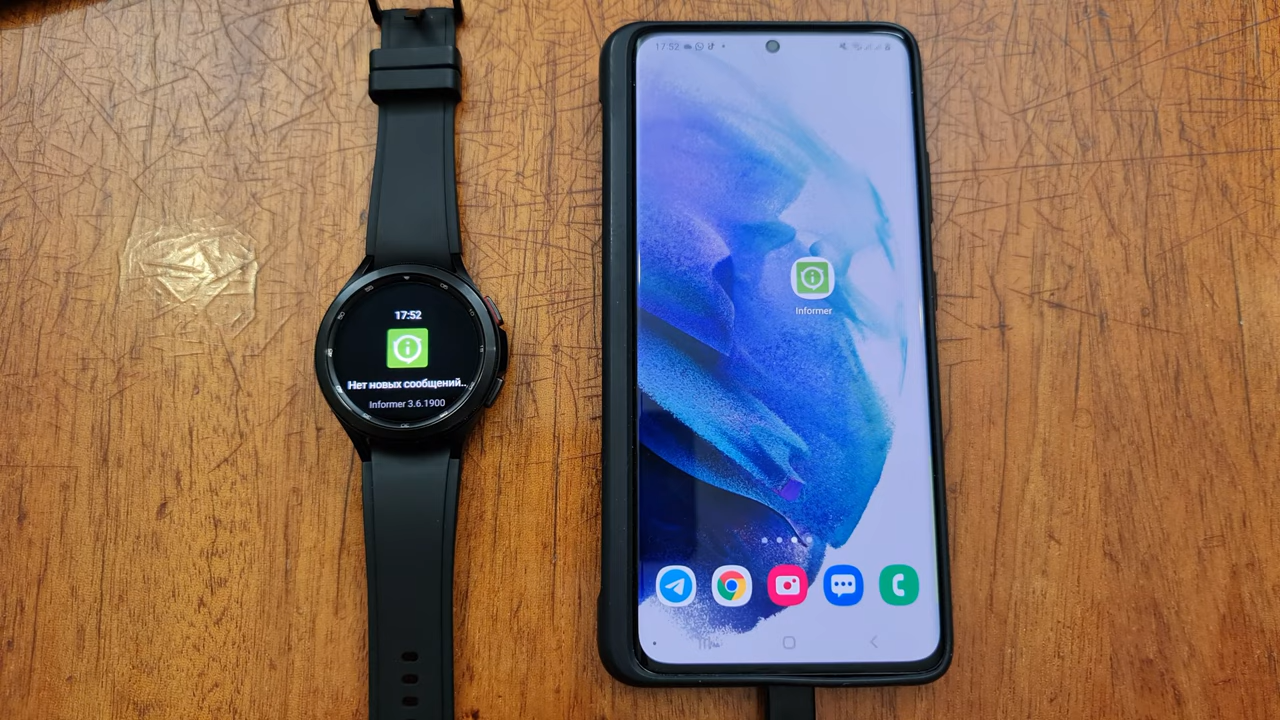 17:52
Нет новых сообщений..
Informer 3.6.1900
17:52
Informer